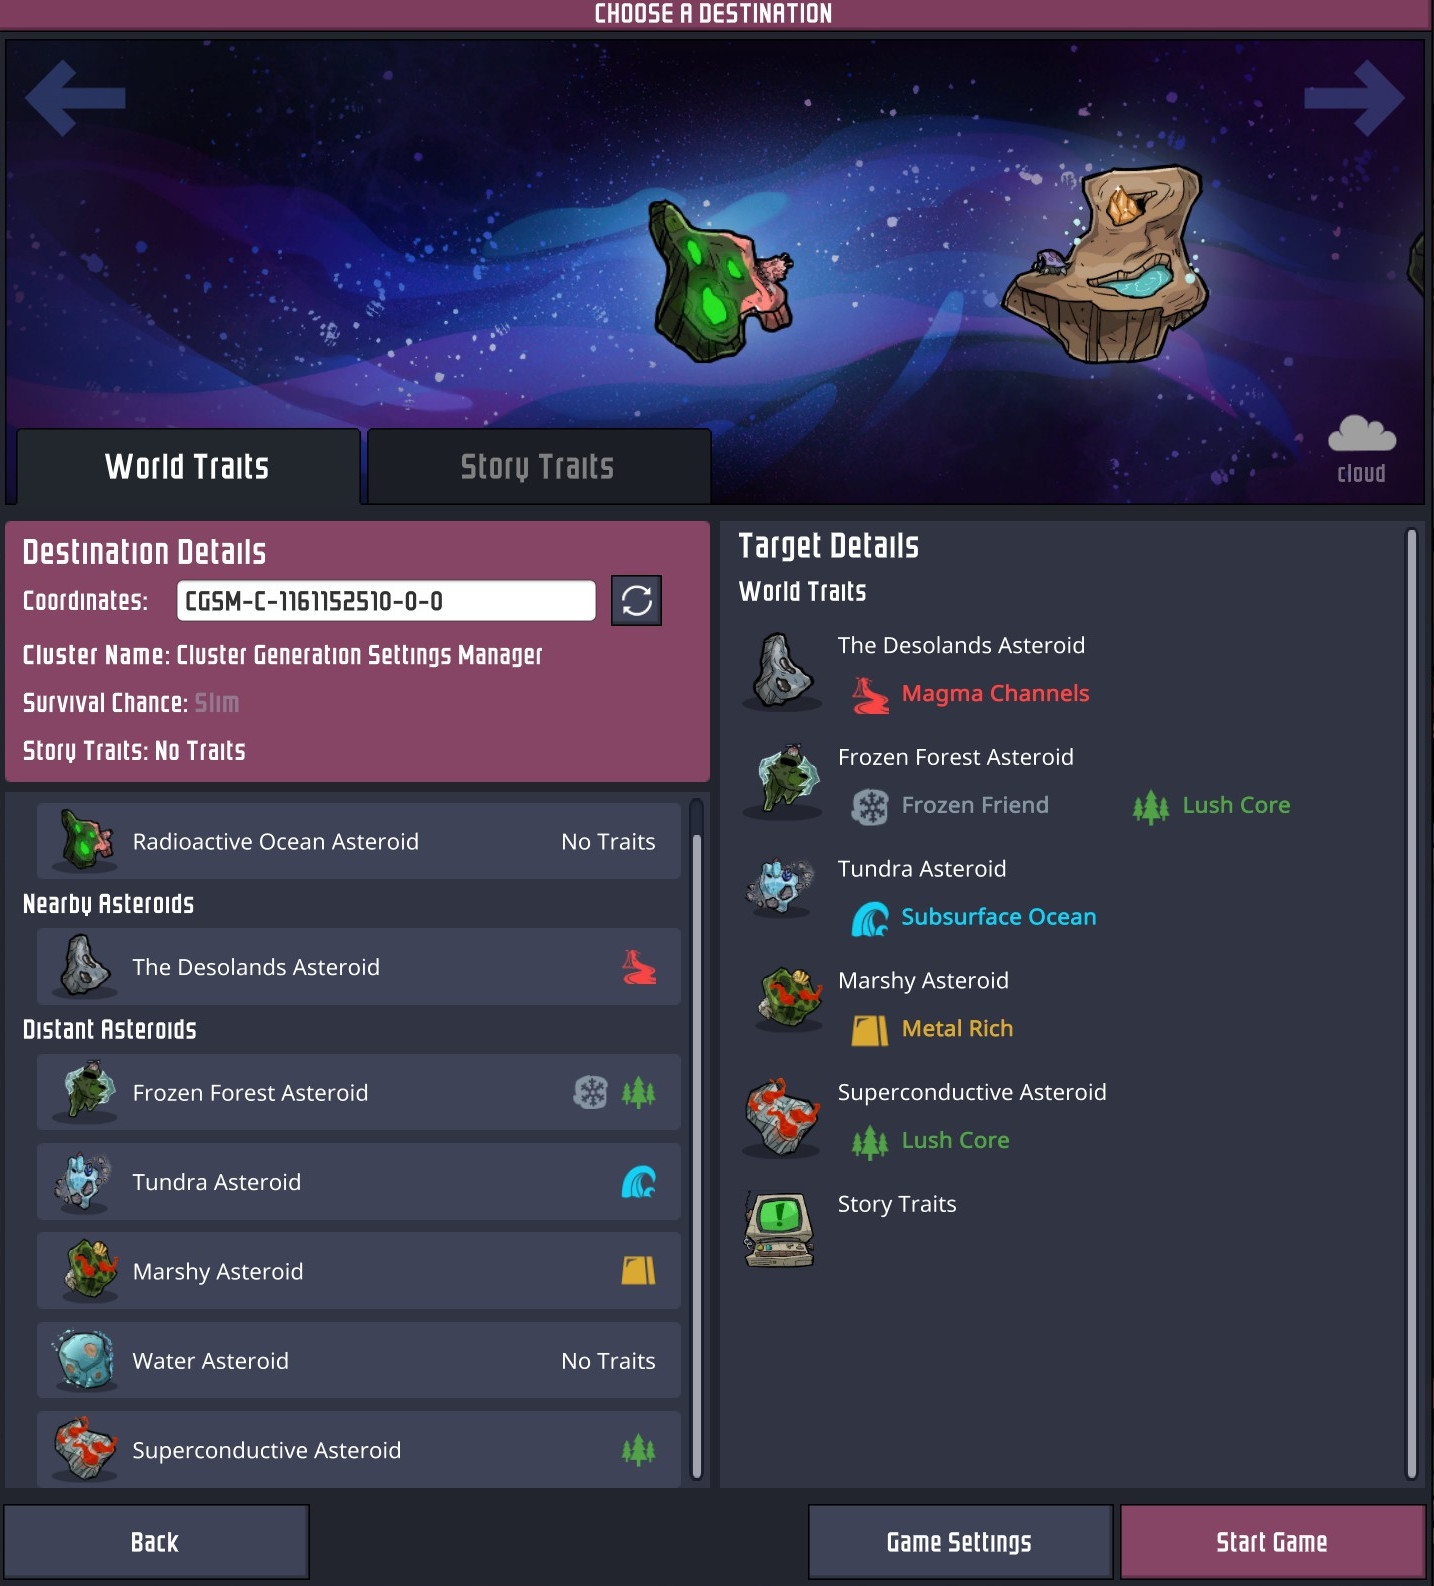 CHOOSE A DESTINATION
cloud
World Traits
Story Traits
Destination Details
Coordinates: CGSM-C-1161152510-0-0
Cluster Name: Cluster Generation Settings Manager
Survival Chance: Slim
Story Traits: No Traits
Radioactive Ocean Asteroid No Traits
Nearby Asteroids
The Desolands Asteroid
Distant Asteroids
Frozen Forest Asteroid
Tundra Asteroid
Marshy Asteroid
Water Asteroid No Traits
Superconductive Asteroid
Target Details
World Traits
The Desolands Asteroid
Magma Channels
Frozen Forest Asteroid
Frozen Friend Lush Core
Tundra Asteroid
Subsurface Ocean
Marshy Asteroid
Metal Rich
Superconductive Asteroid
Lush Core
Story Traits
Back
Game Settings
Start Game